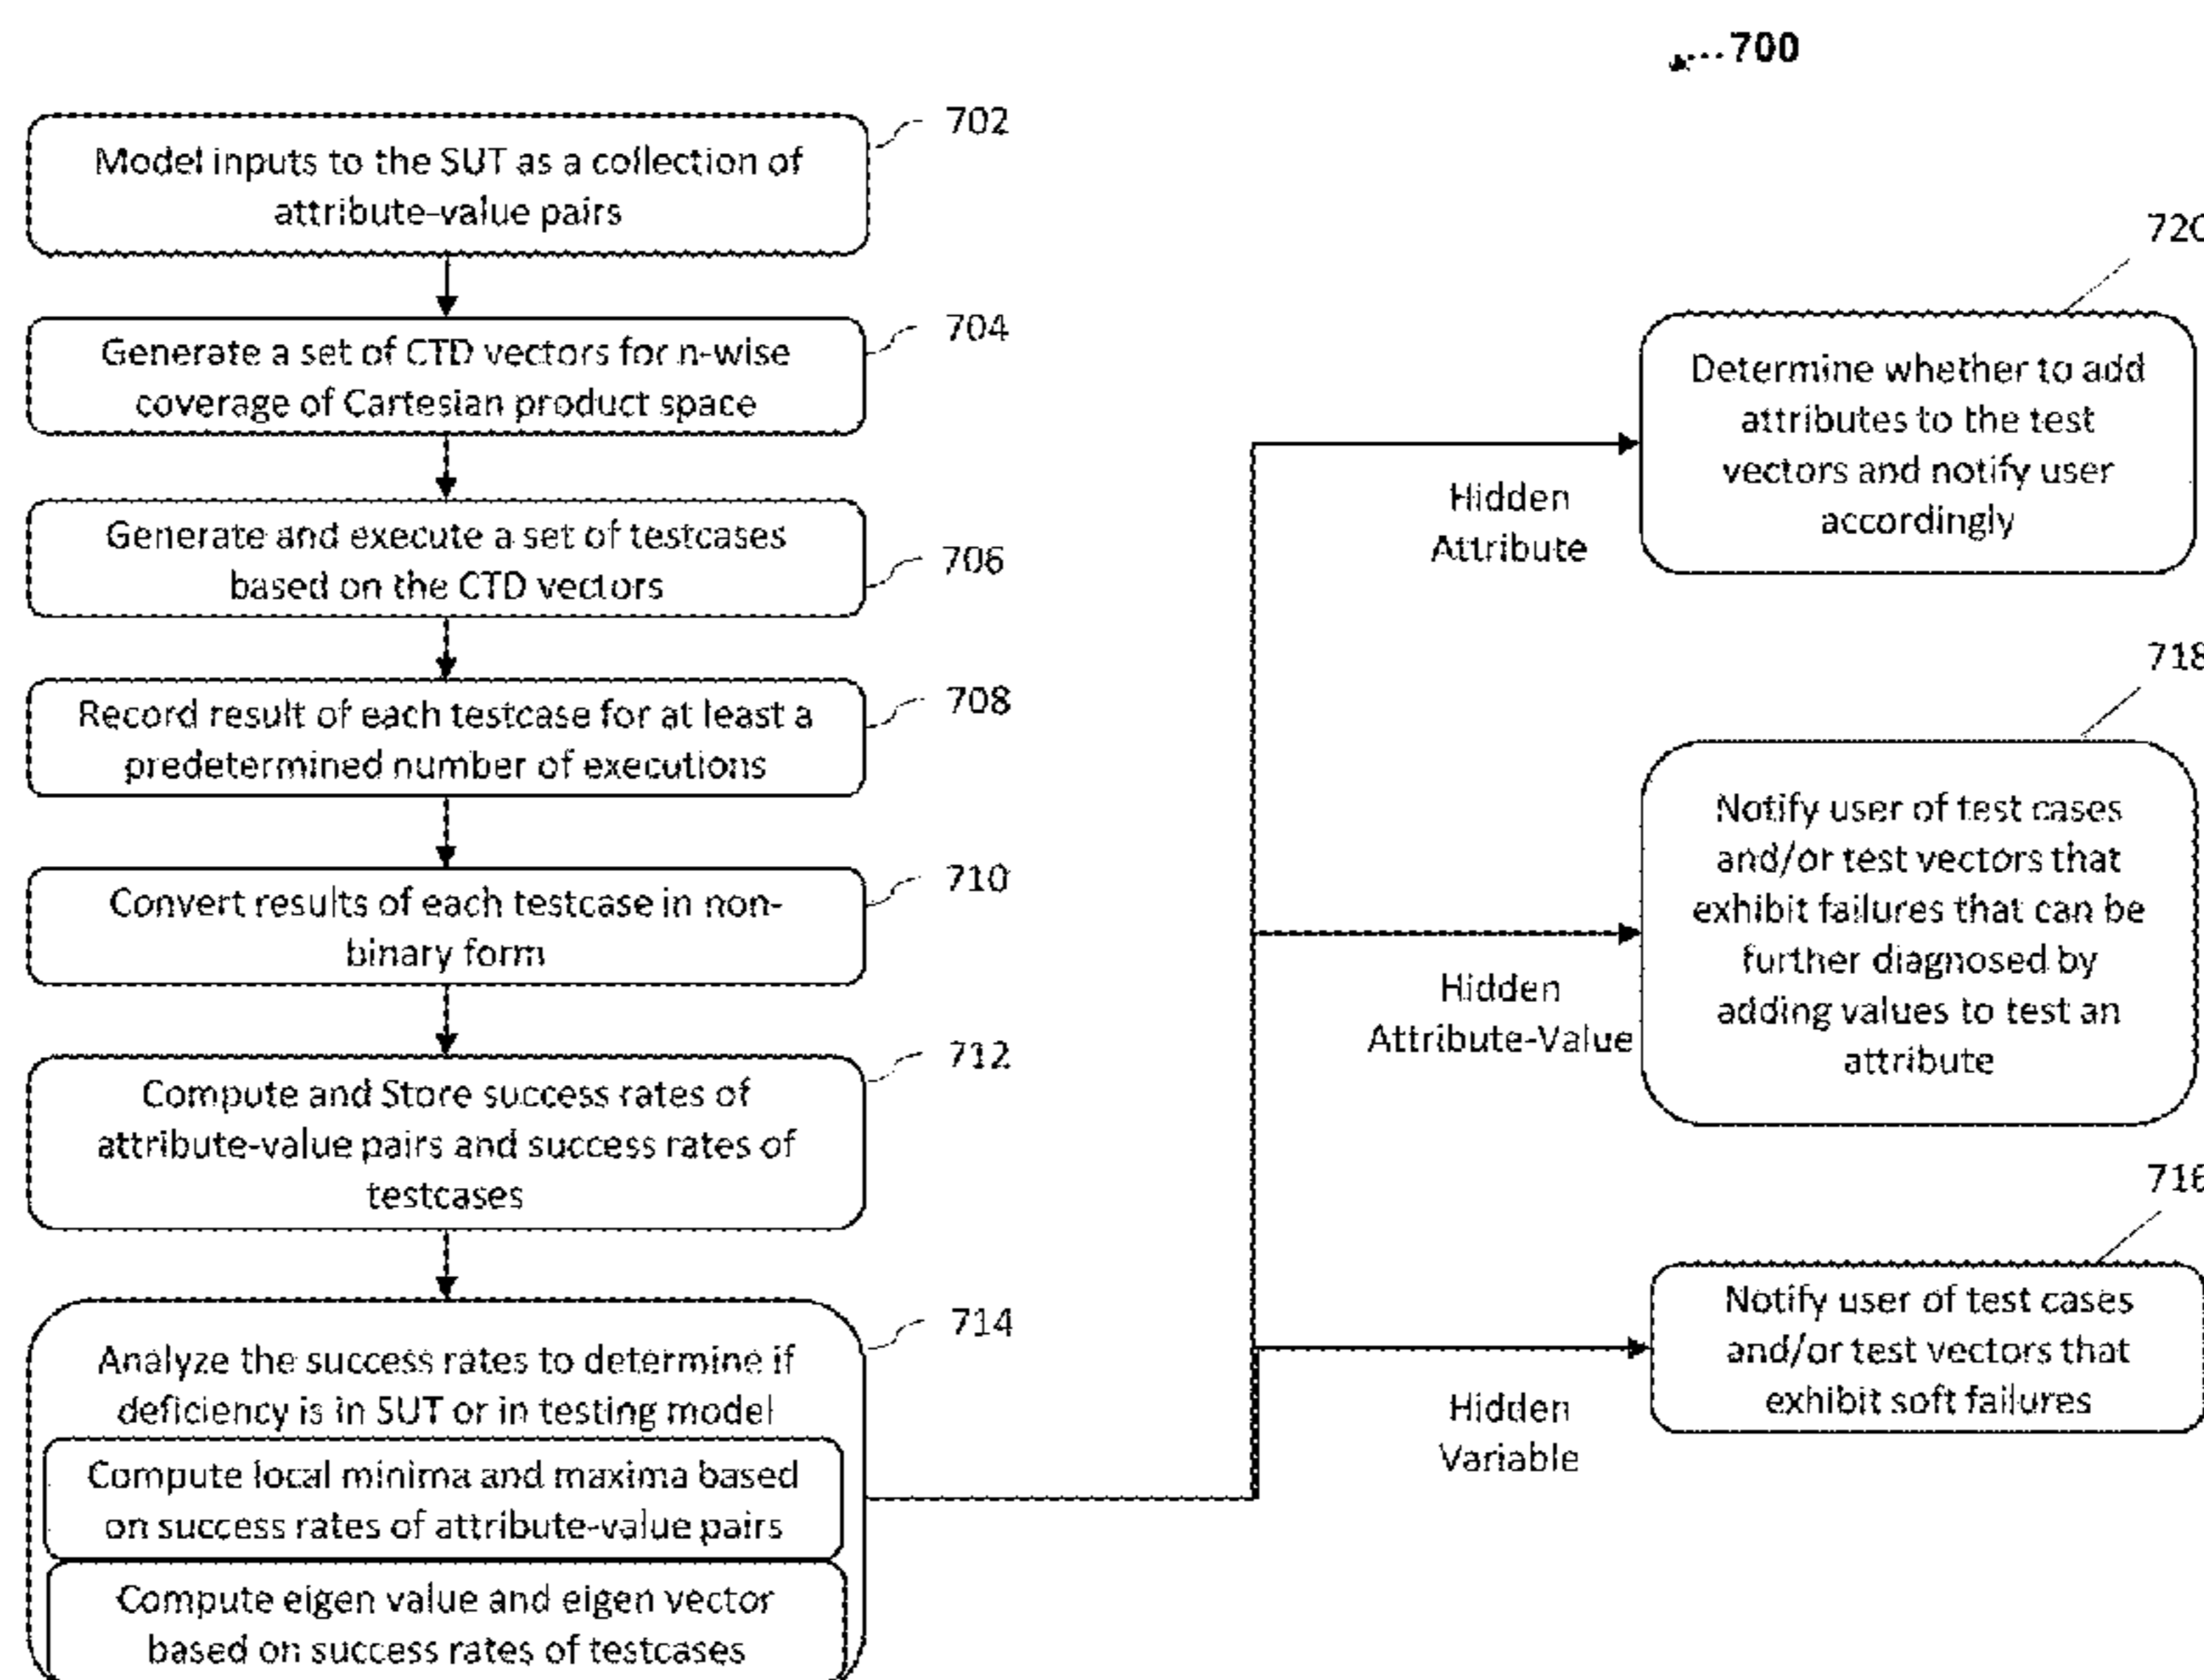 700
702
Model inputs to the SUT as a collection of
attribute-value pairs
704
Generate a set of CTD vectors for n-wise
coverage of Cartesian product space
706
Generate and execute a set of testcases
based on the CTD vectors
708
Record result of each testcase for at least a
predetermined number of executions
710
Convert results of each testcase in non-
binary form
712
Compute and Store success rates of
attribute-value pairs and success rates of
testcases
714
Analyze the success rates to determine if
deficiency is in SUT or in testing model
Compute local minima and maxima based
on success rates of attribute-value pairs
Compute eigen value and eigen vector
based on success rates of testcases
720
Hidden
Attribute
Determine whether to add
attributes to the test
vectors and notify user
accordingly
718
Hidden
Attribute-Value
Notify user of test cases
and/or test vectors that
exhibit failures that can be
further diagnosed by
adding values to test an
attribute
716
Hidden
Variable
Notify user of test cases
and/or test vectors that
exhibit soft failures